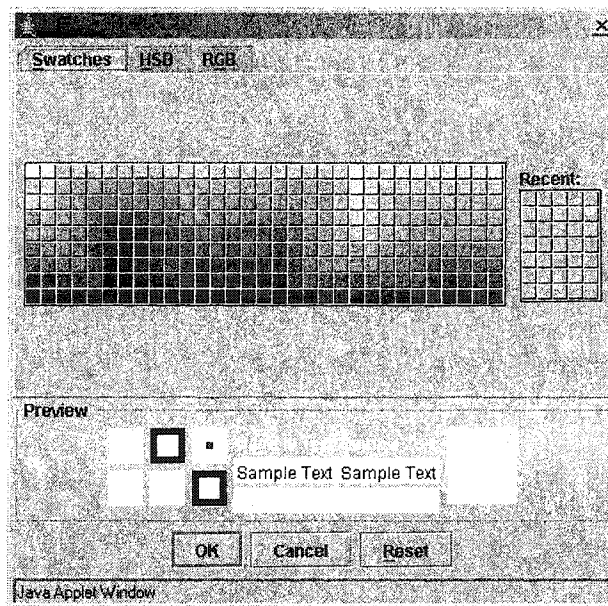 Swatches HSB RGB
Recent:
Preview
Sample Text Sample Text
OK Cancel Reset
Java Applet Window